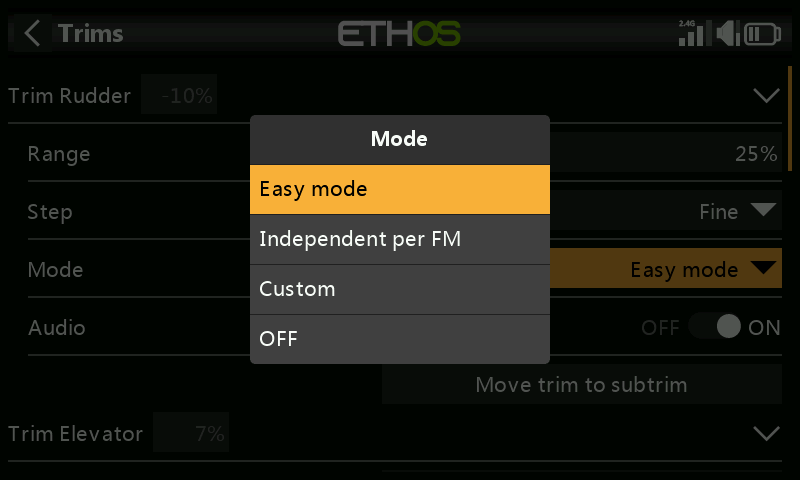 Trims
ETHOS
2.4G
Trim Rudder -10%
Mode
Range 25%
Easy mode
Step Fine
Independent per FM
Mode Easy mode
Custom
Audio OFF ON
OFF
Move trim to subtrim
Trim Elevator 7%